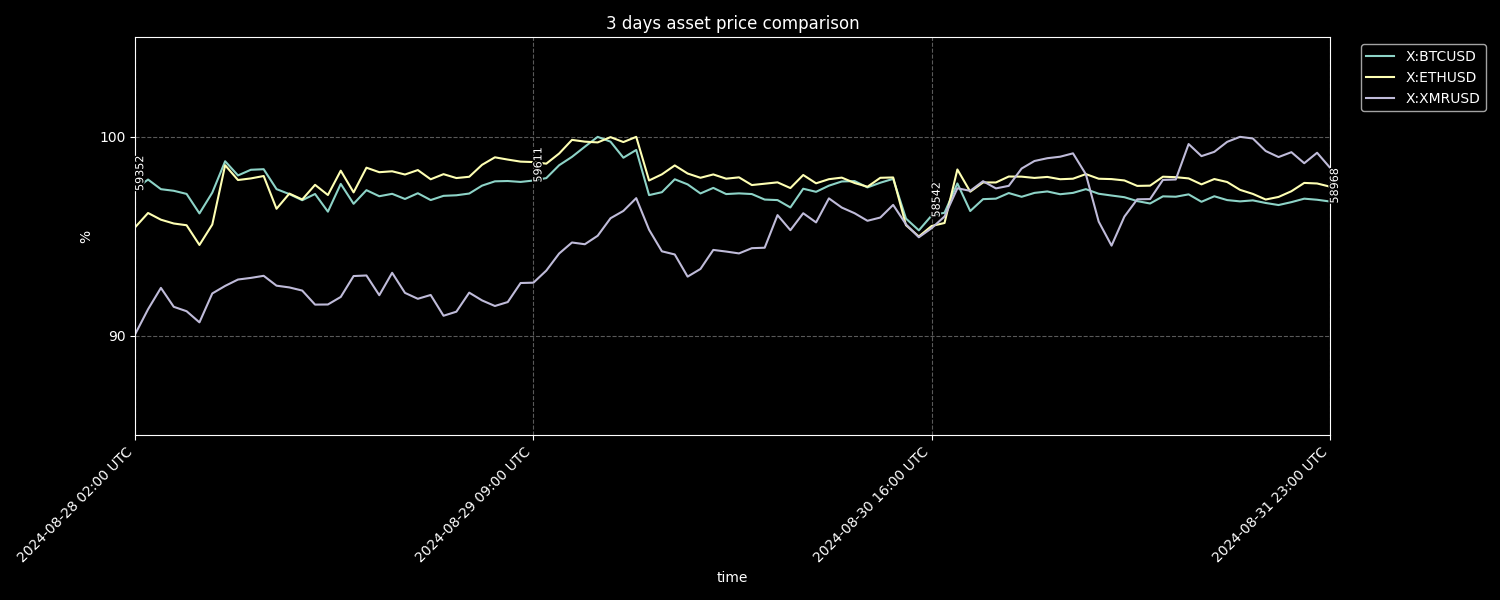 3 days asset price comparison
X:BTCUSD
X:ETHUSD
X:XMRUSD
100
90
%
59352
59611
58542
58968
2024-08-28 02:00 UTC
2024-08-29 09:00 UTC
2024-08-30 16:00 UTC
2024-08-31 23:00 UTC
time